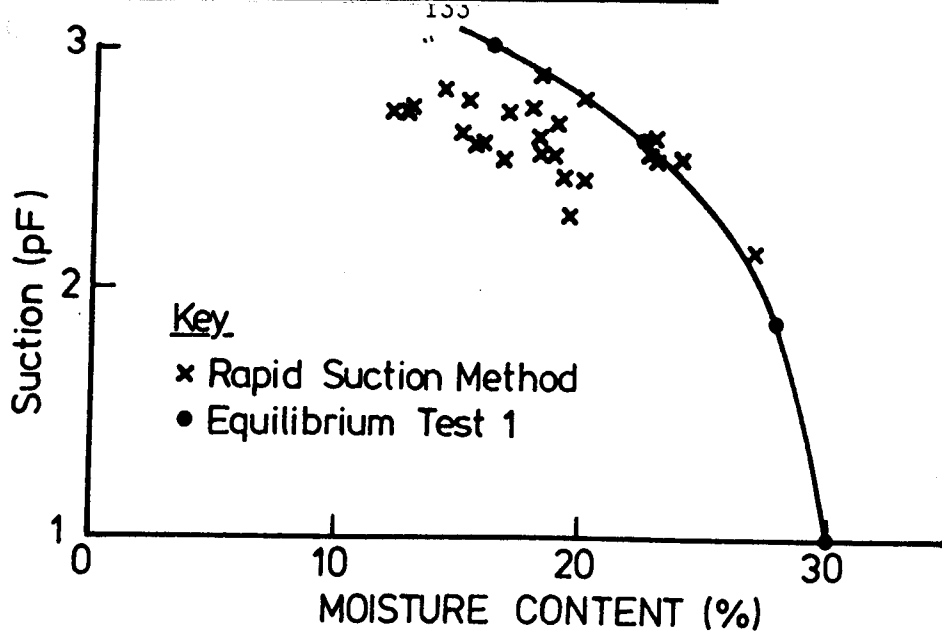 3
2
1
Suction (pF)
Key
× Rapid Suction Method
● Equilibrium Test 1
0 10 20 30
MOISTURE CONTENT (%)